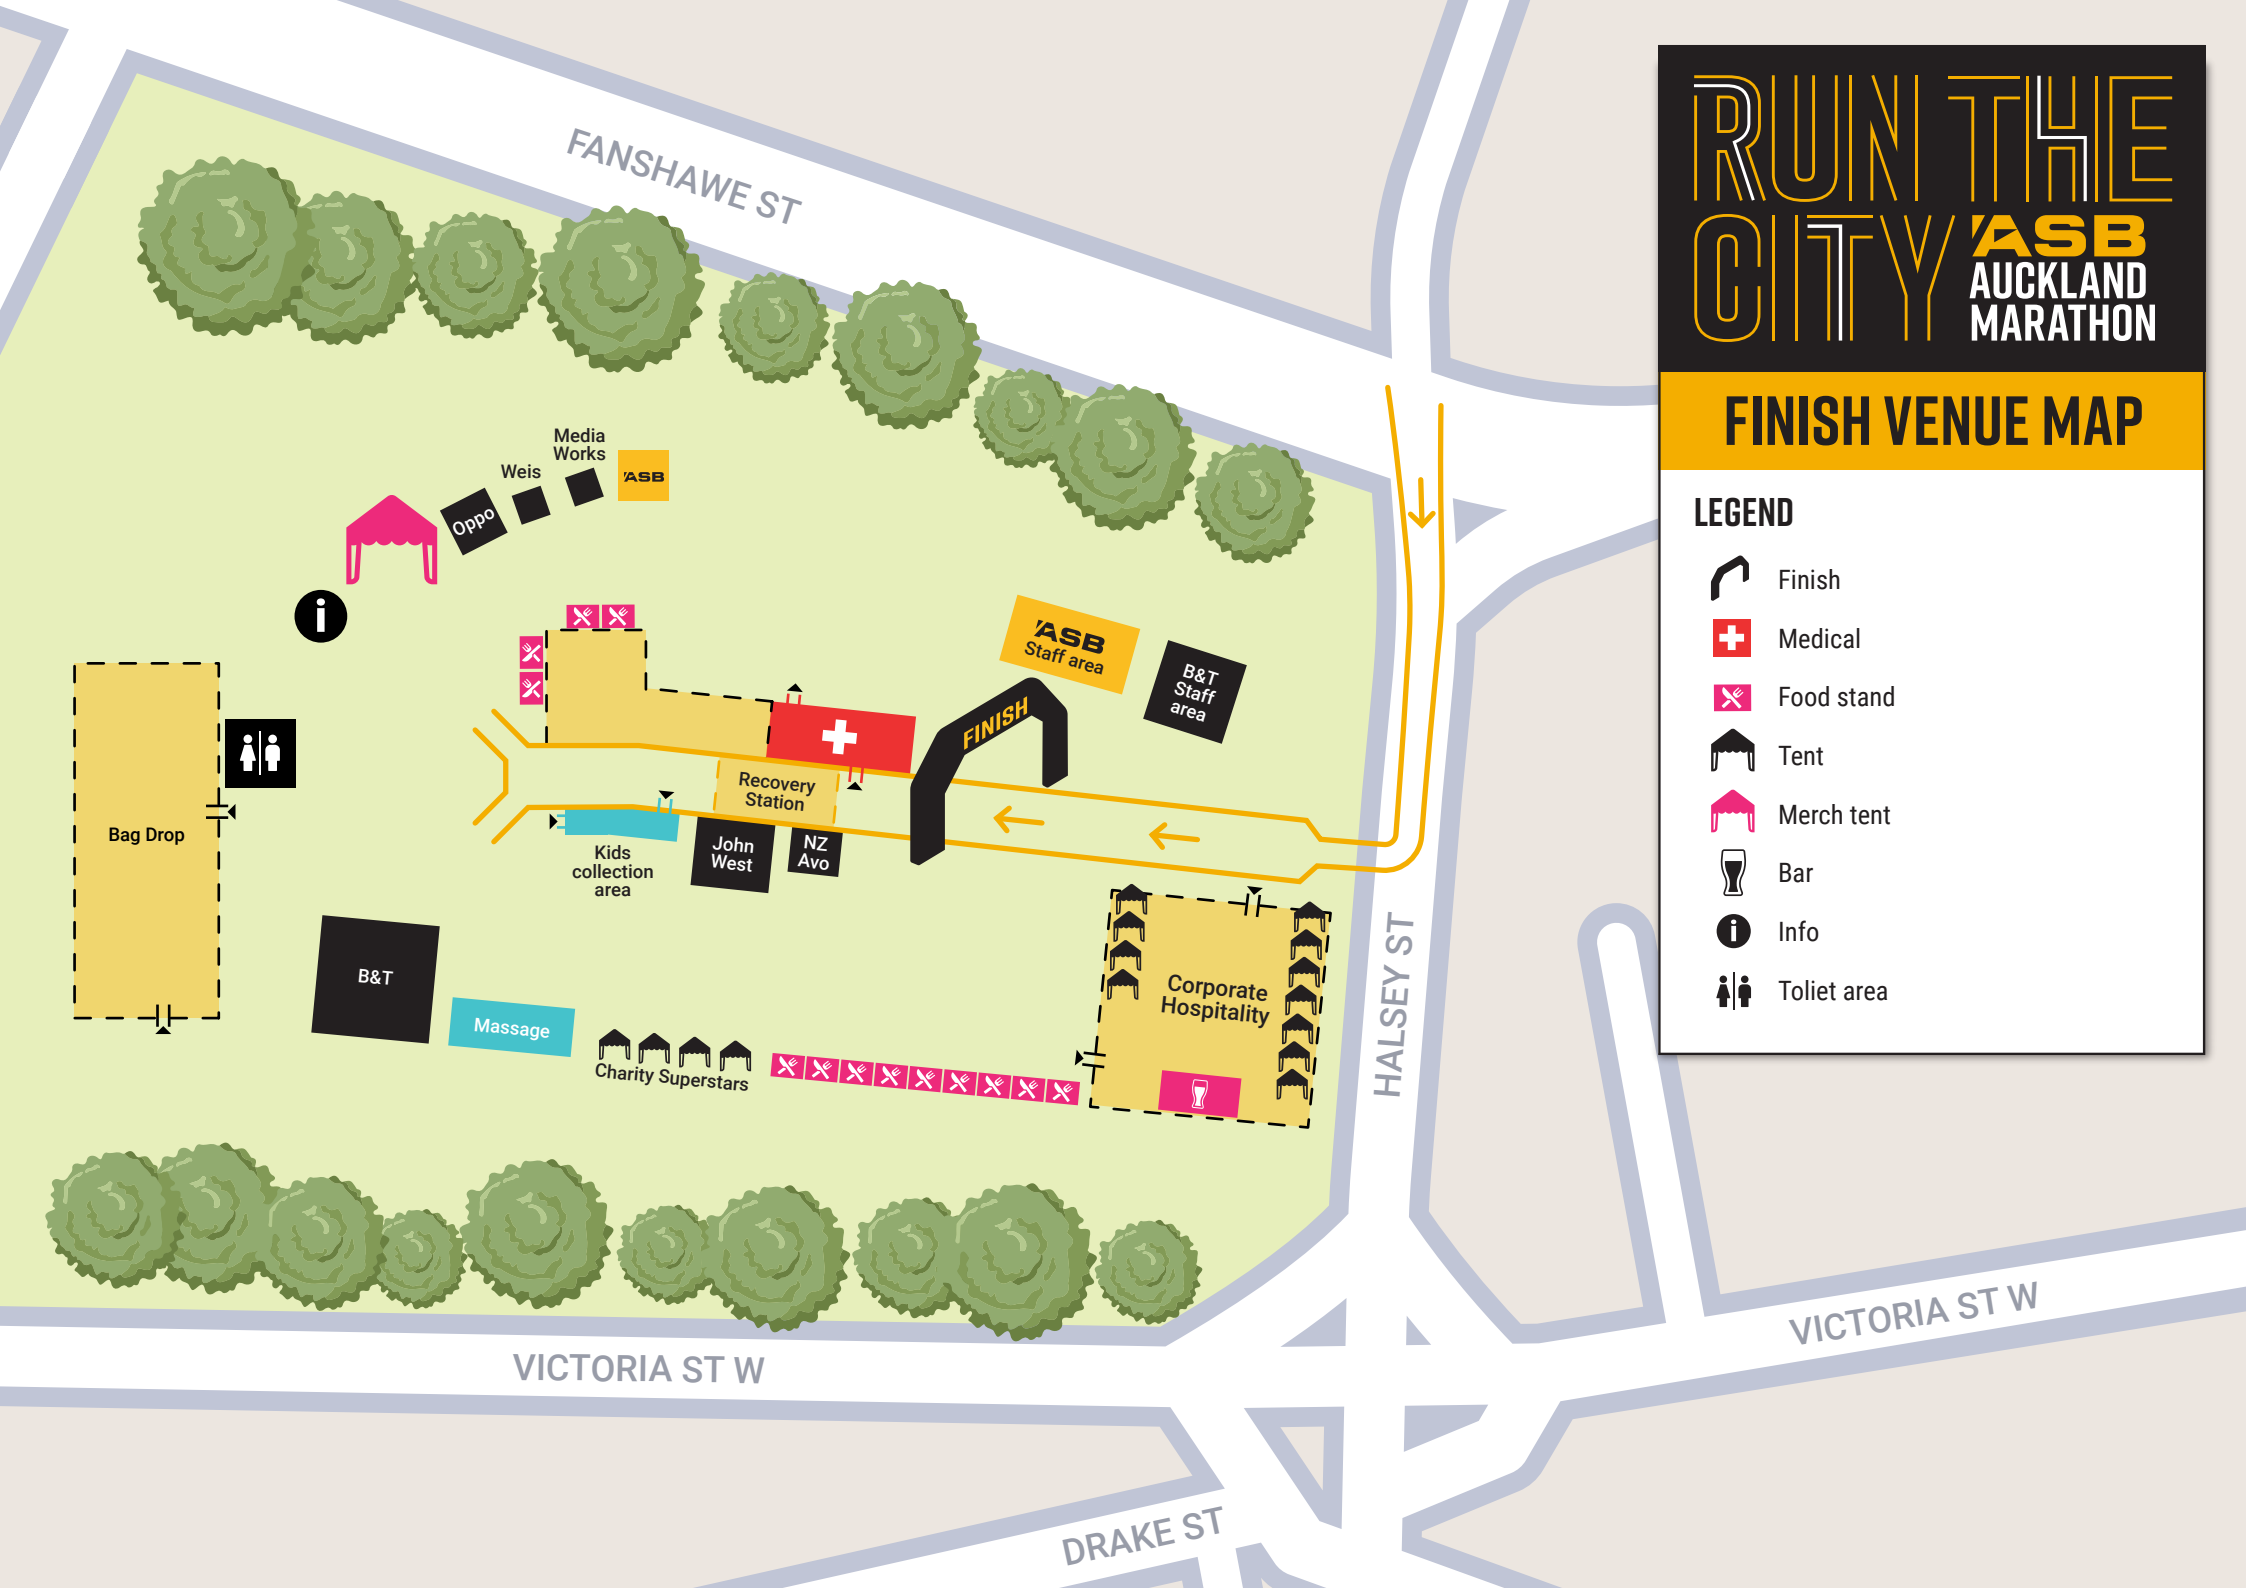 FANSHAWE ST
Media
Works
Weis
ASB
Oppo
ASB
Staff area
B&T
Staff
area
FINISH
Recovery
Station
Bag Drop
Kids
collection
area
John
West
NZ
Avo
B&T
Massage
Charity Superstars
Corporate
Hospitality
HALSEY ST
VICTORIA ST W
VICTORIA ST W
DRAKE ST
RUN THE
CITY
ASB
AUCKLAND
MARATHON
FINISH VENUE MAP
LEGEND
Finish
Medical
Food stand
Tent
Merch tent
Bar
i Info
Toliet area
i